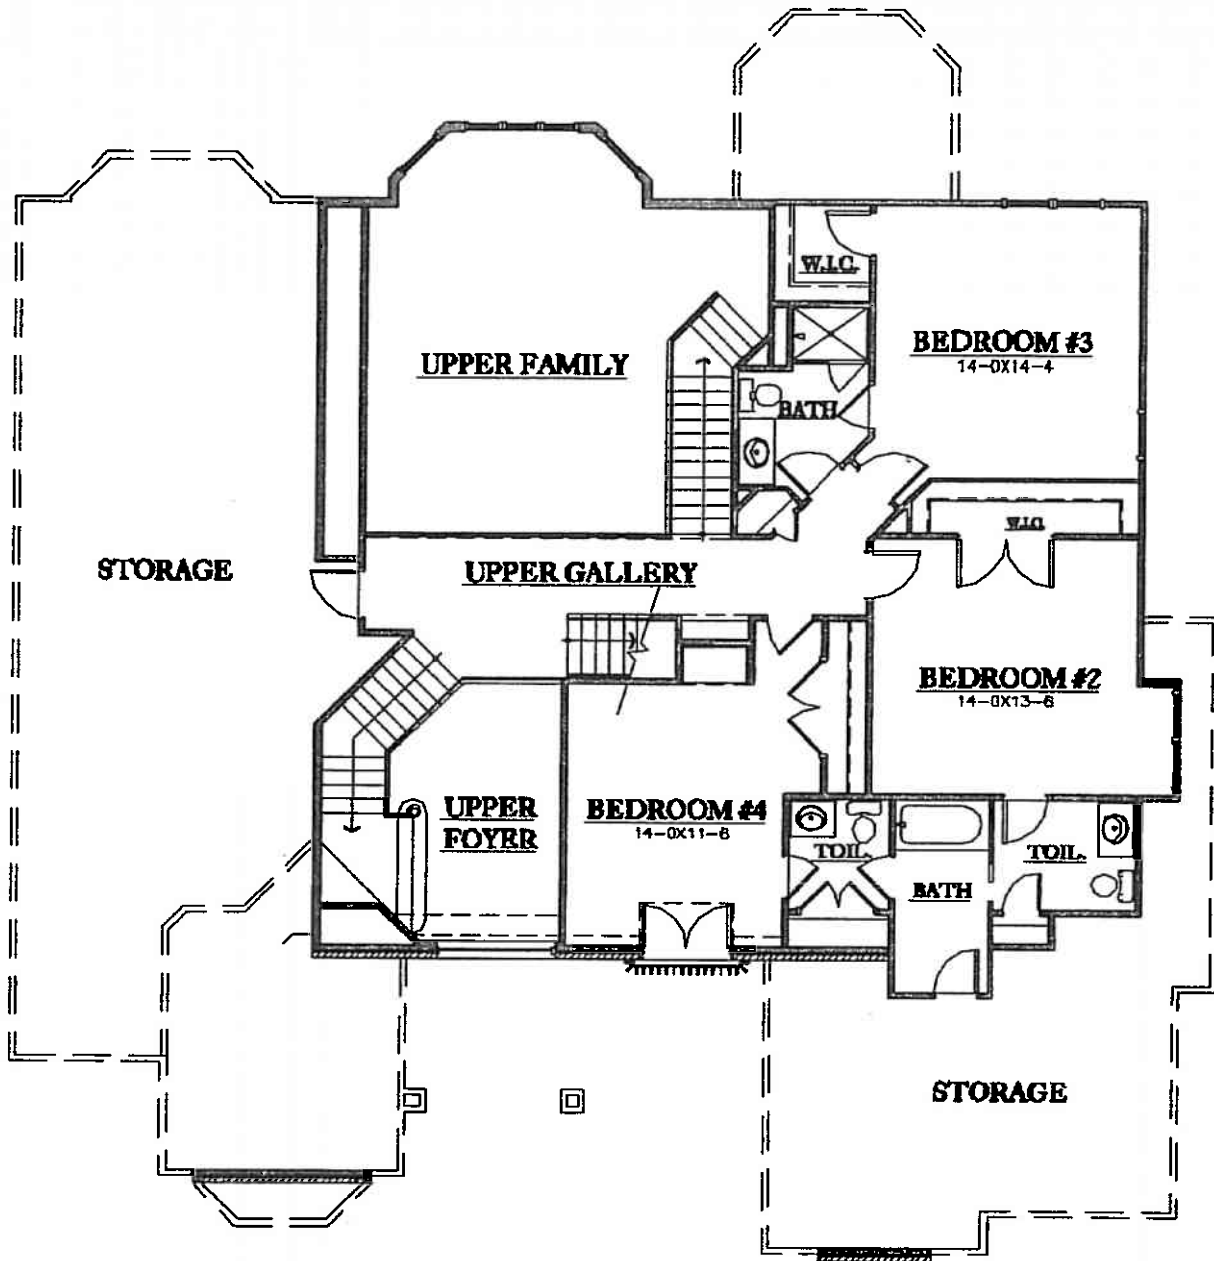 W.I.C.
BEDROOM #3
14-0X14-4
UPPER FAMILY
BATH
W.I.C.
STORAGE
UPPER GALLERY
BEDROOM #2
14-0X13-6
UPPER
FOYER
BEDROOM #4
14-0X11-6
TOIL.
BATH
TOIL.
STORAGE